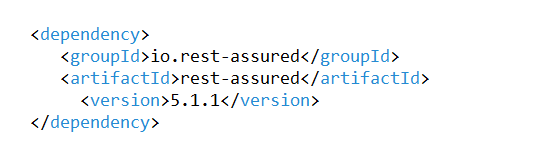 <dependency>
<groupId>io.rest-assured</groupId>
<artifactId>rest-assured</artifactId>
<version>5.1.1</version>
</dependency>